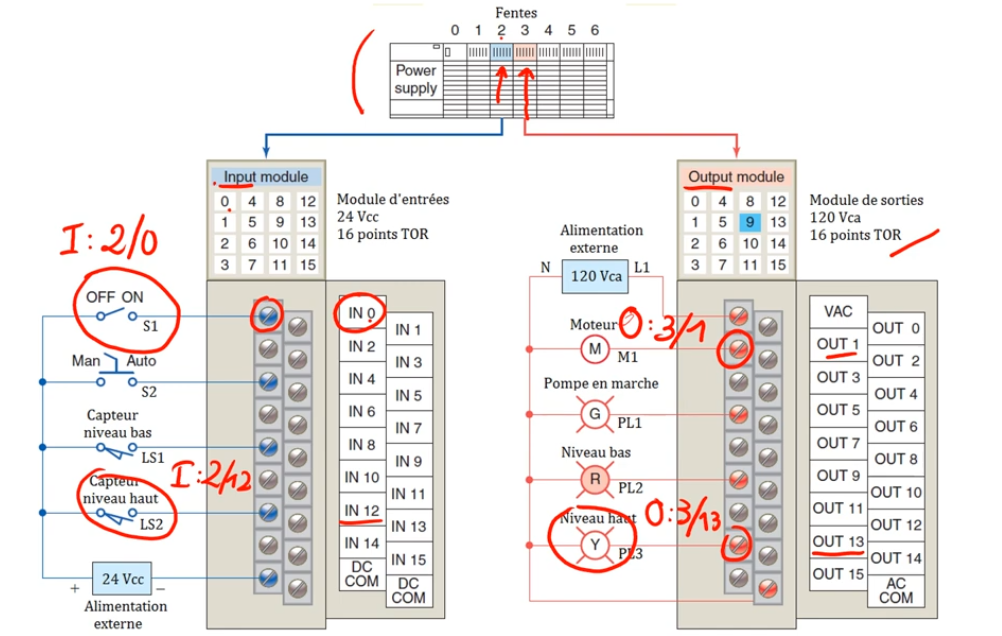 Fentes
0 1 2 3 4 5 6
Power
supply
Input module
0 4 8 12
1 5 9 13
2 6 10 14
3 7 11 15
Module d'entrées
24 Vcc
16 points TOR
I:2/0
OFF ON
S1
Man Auto
S2
Capteur
niveau bas
LS1
I:2/12
Capteur
niveau haut
LS2
+ 24 Vcc −
Alimentation
externe
IN 0
IN 1
IN 2
IN 3
IN 4
IN 5
IN 6
IN 7
IN 8
IN 9
IN 10
IN 11
IN 12
IN 13
IN 14
IN 15
DC
COM
DC
COM
Output module
0 4 8 12
1 5 9 13
2 6 10 14
3 7 11 15
Module de sorties
120 Vca
16 points TOR
Alimentation
externe
N 120 Vca L1
Moteur
O:3/1
M M1
Pompe en marche
G PL1
Niveau bas
R PL2
Niveau haut
O:3/13
Y PL3
VAC
OUT 0
OUT 1
OUT 2
OUT 3
OUT 4
OUT 5
OUT 6
OUT 7
OUT 8
OUT 9
OUT 10
OUT 11
OUT 12
OUT 13
OUT 14
OUT 15
AC
COM